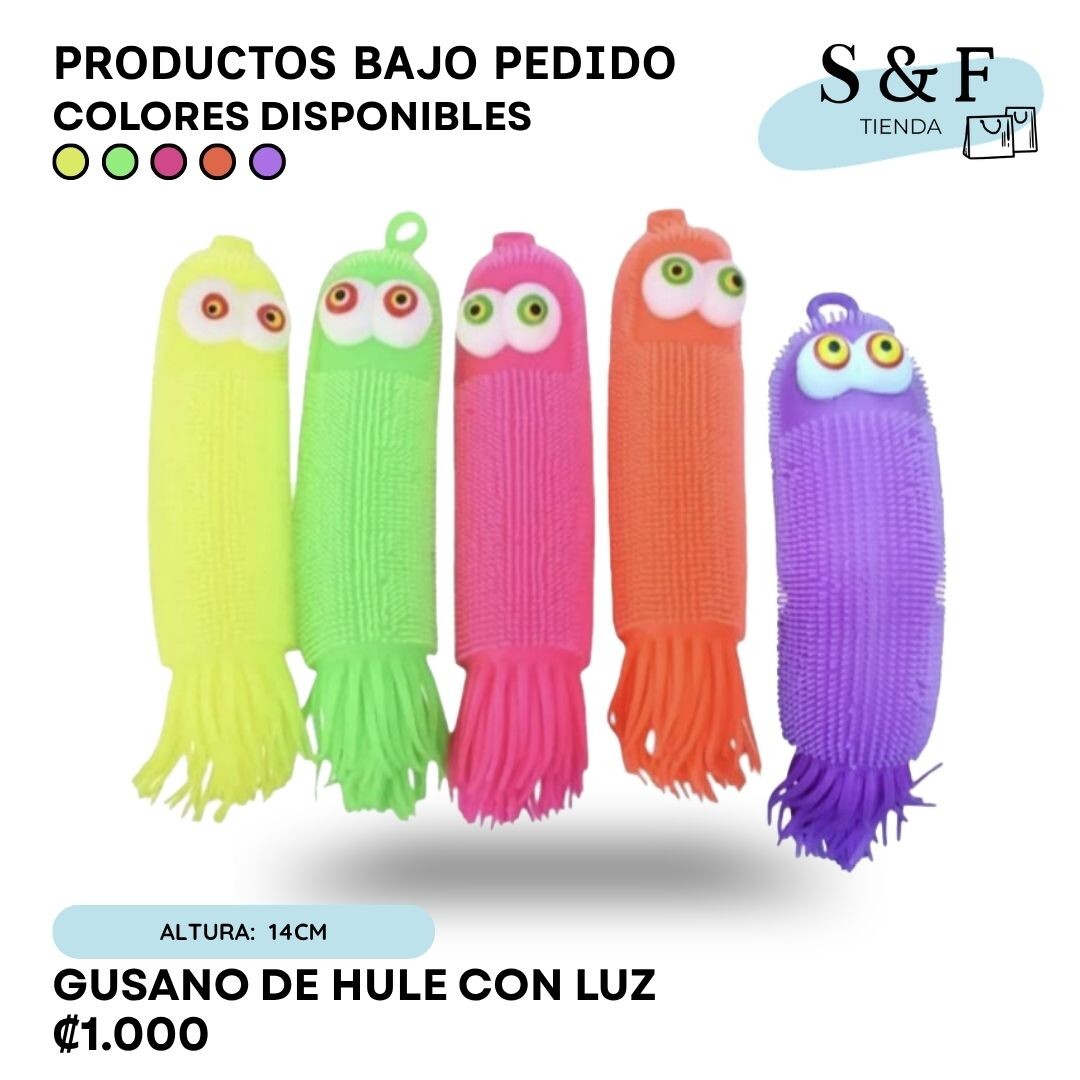 PRODUCTOS BAJO PEDIDO
COLORES DISPONIBLES
S & F
TIENDA
ALTURA: 14CM
GUSANO DE HULE CON LUZ
₡1.000